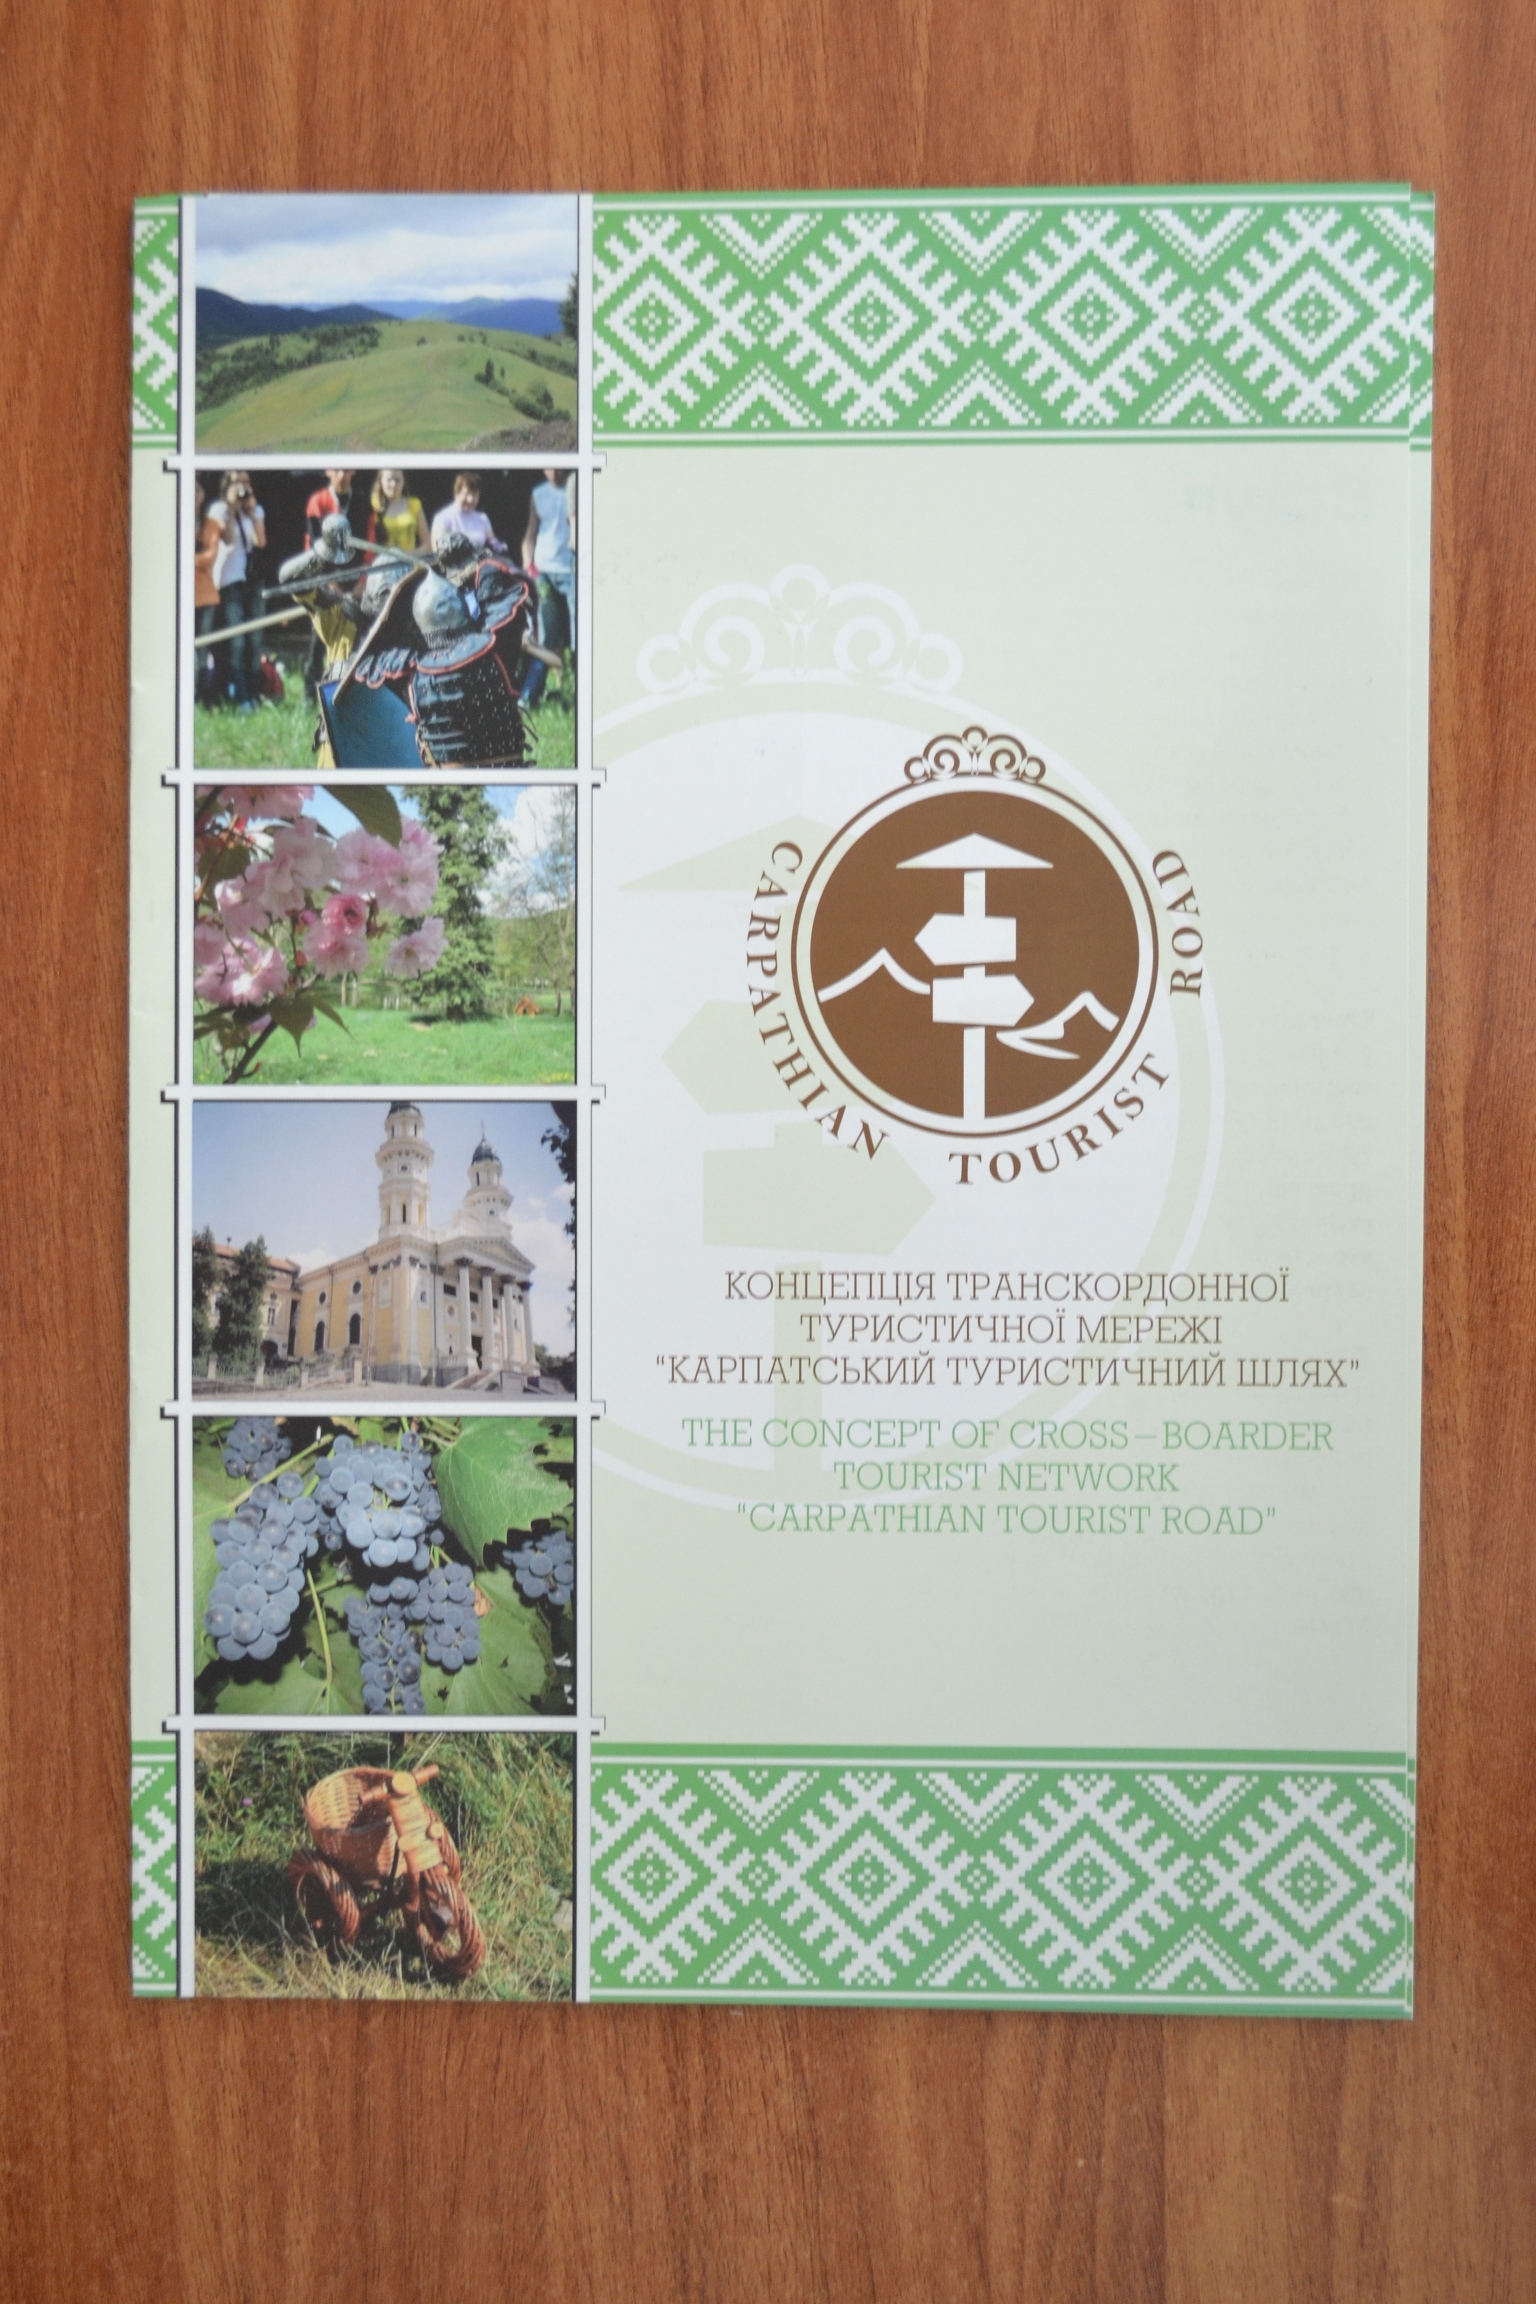 CARPATHIAN TOURIST ROAD
КОНЦЕПЦІЯ ТРАНСКОРДОННОЇ
ТУРИСТИЧНОЇ МЕРЕЖІ
“КАРПАТСЬКИЙ ТУРИСТИЧНИЙ ШЛЯХ”
THE CONCEPT OF CROSS–BOARDER
TOURIST NETWORK
“CARPATHIAN TOURIST ROAD”